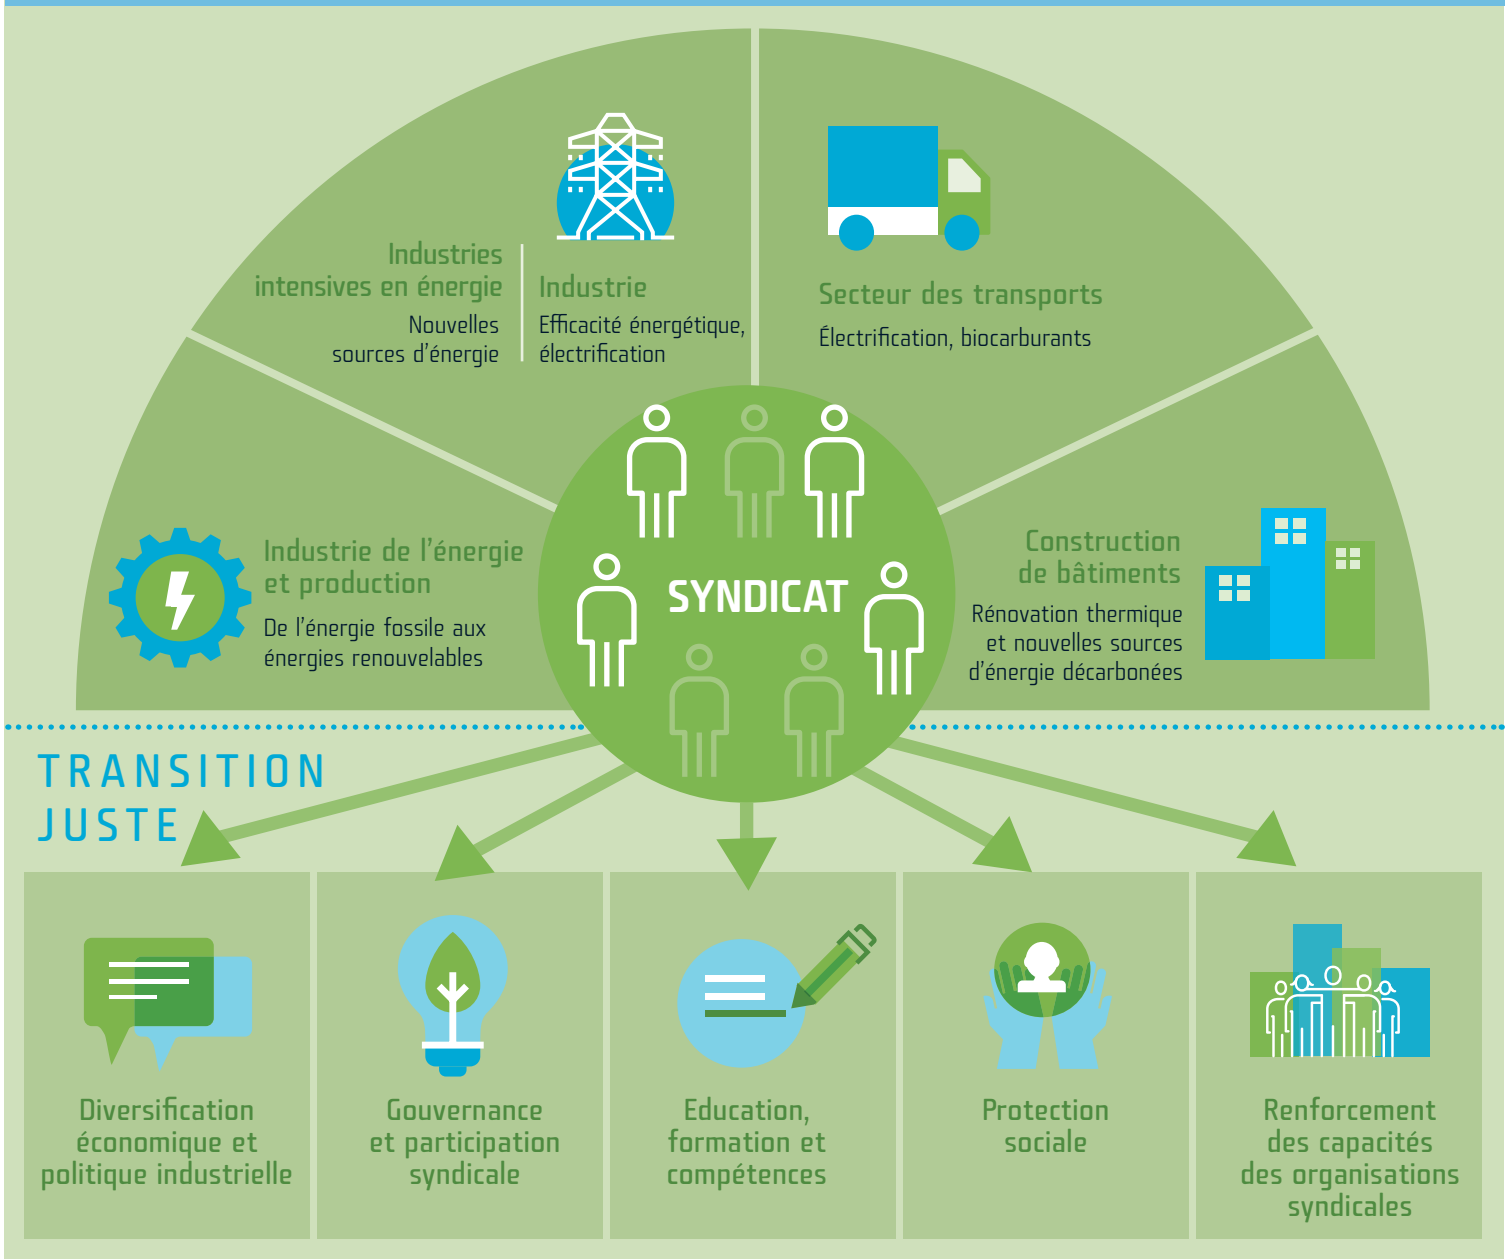 Industries
intensives en énergie
Nouvelles
sources d'énergie
Industrie
Efficacité énergétique,
électrification
Secteur des transports
Électrification, biocarburants
Industrie de l'énergie
et production
De l'énergie fossile aux
énergies renouvelables
SYNDICAT
Construction
de bâtiments
Rénovation thermique
et nouvelles sources
d'énergie décarbonées
TRANSITION
JUSTE
Diversification
économique et
politique industrielle
Gouvernance
et participation
syndicale
Education,
formation et
compétences
Protection
sociale
Renforcement
des capacités
des organisations
syndicales